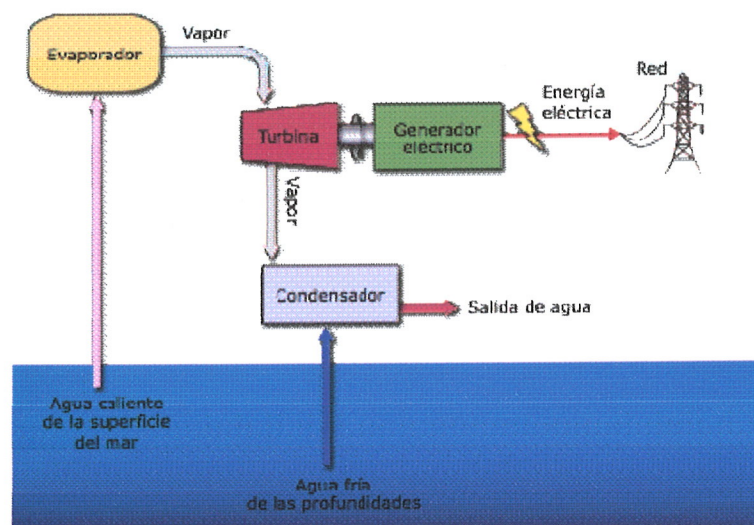 Vapor
Evaporador
Red
Energía
eléctrica
Turbina
Generador
eléctrico
Vapor
Condensador
Salida de agua
Agua caliente
de la superficie
del mar
Agua fría
de las profundidades